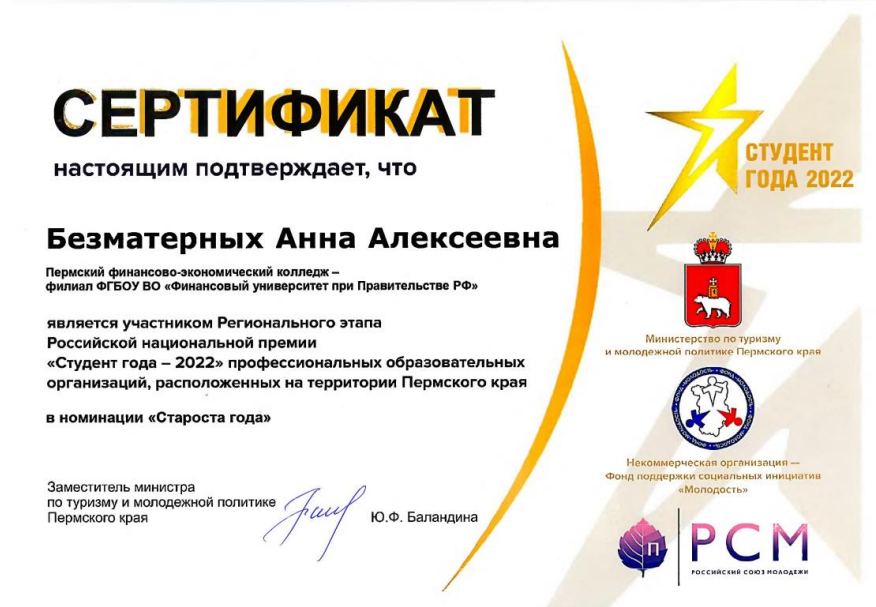 СЕРТИФИКАТ
настоящим подтверждает, что
Безматерных Анна Алексеевна
Пермский финансово-экономический колледж –
филиал ФГБОУ ВО «Финансовый университет при Правительстве РФ»
является участником Регионального этапа
Российской национальной премии
«Студент года – 2022» профессиональных образовательных
организаций, расположенных на территории Пермского края
в номинации «Староста года»
Заместитель министра
по туризму и молодежной политике
Пермского края
Ю.Ф. Баландина
СТУДЕНТ
ГОДА 2022
Министерство по туризму
и молодежной политике Пермского края
Некоммерческая организация —
Фонд поддержки социальных инициатив
«Молодость»
П
РСМ
РОССИЙСКИЙ СОЮЗ МОЛОДЕЖИ